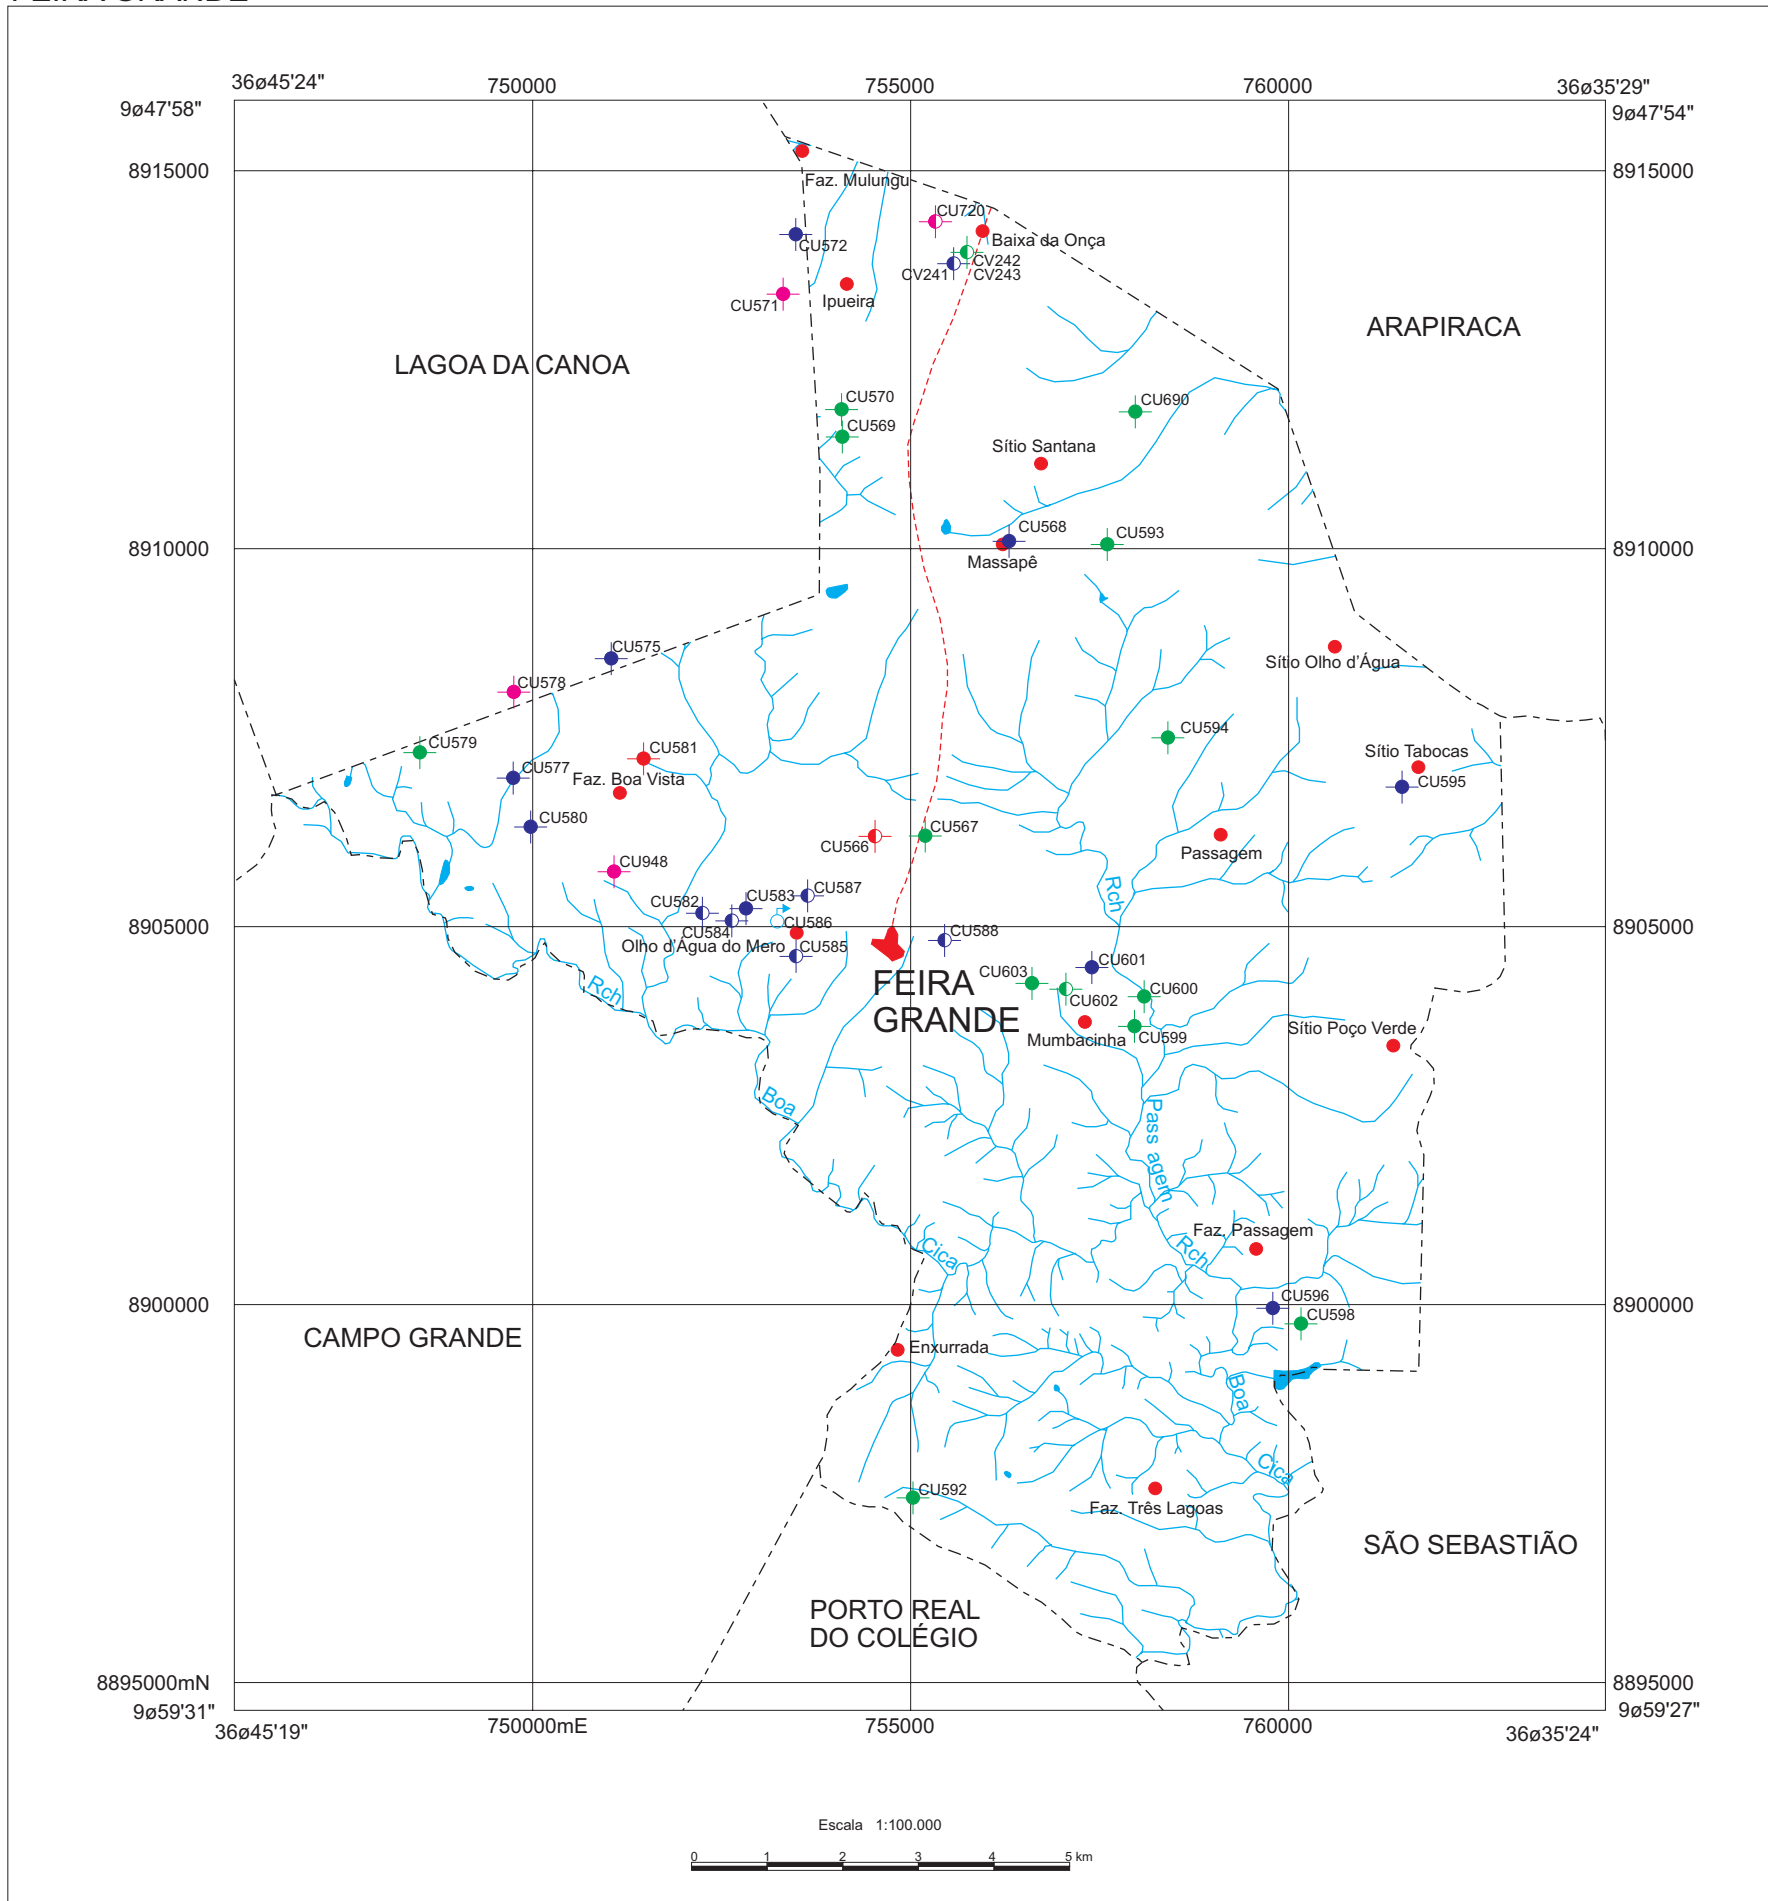 36ø45'24"
750000
755000
760000
36ø35'29"
9ø47'58"
9ø47'54"
8915000
8915000
Faz. Mulungu
CU720
CU572
Baixa da Onça
CV242
CV241
CV243
CU571
Ipueira
ARAPIRACA
LAGOA DA CANOA
CU570
CU690
CU569
Sítio Santana
CU568
CU593
8910000
8910000
Massapê
CU575
Sítio Olho d'Água
CU578
CU594
CU579
CU581
Sítio Tabocas
CU577
Faz. Boa Vista
CU595
CU580
CU567
CU566
Passagem
CU948
Rch
CU587
CU583
CU582
CU586
8905000
8905000
CU584
CU588
Olho d'Água do Mero
CU585
CU601
CU603
FEIRA
GRANDE
CU600
CU602
Rch
Sítio Poço Verde
Mumbacinha
CU599
Boa
Pass agem
Faz. Passagem
Cica
Rch
CU596
8900000
8900000
CU598
CAMPO GRANDE
Enxurrada
Boa
Cica
CU592
Faz. Três Lagoas
SÃO SEBASTIÃO
PORTO REAL
DO COLÉGIO
8895000mN
8895000
9ø59'31"
9ø59'27"
36ø45'19"
750000mE
755000
760000
36ø35'24"
Escala 1:100.000
0 1 2 3 4 5 km